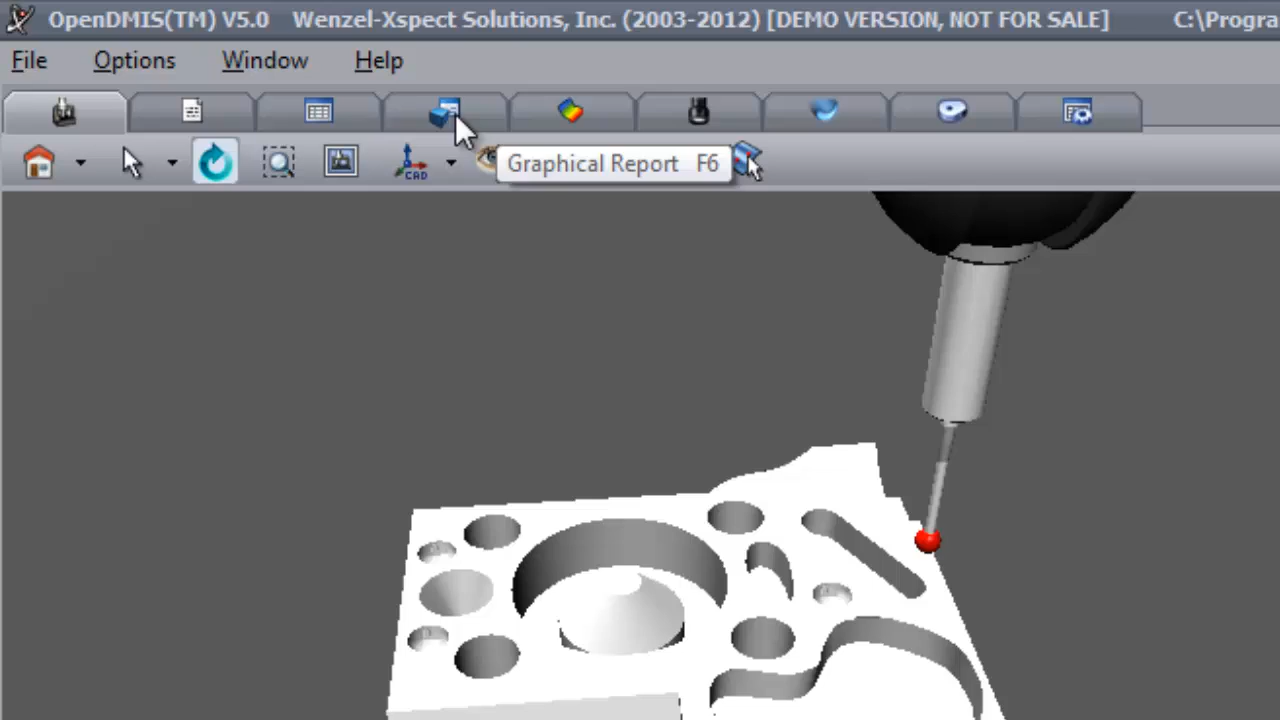 OpenDMIS(TM) V5.0 Wenzel-Xspect Solutions, Inc. (2003-2012) [DEMO VERSION, NOT FOR SALE] C:\Progra
File Options Window Help
CAD
Graphical Report F6